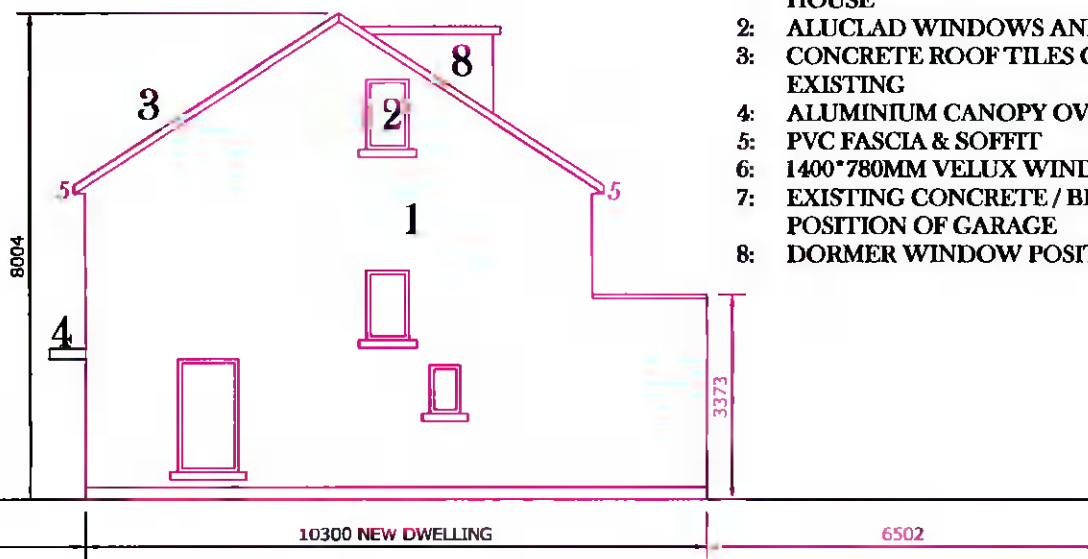 HOUSE
2: ALUCLAD WINDOWS AN
3: CONCRETE ROOF TILES
EXISTING
4: ALUMINIUM CANOPY OV
5: PVC FASCIA & SOFFIT
6: 1400*780MM VELUX WIND
7: EXISTING CONCRETE / 
POSITION OF GARAGE
8: DORMER WINDOW POSIT
8
3
2
5
5
1
8004
4
3373
10300 NEW DWELLING
6502